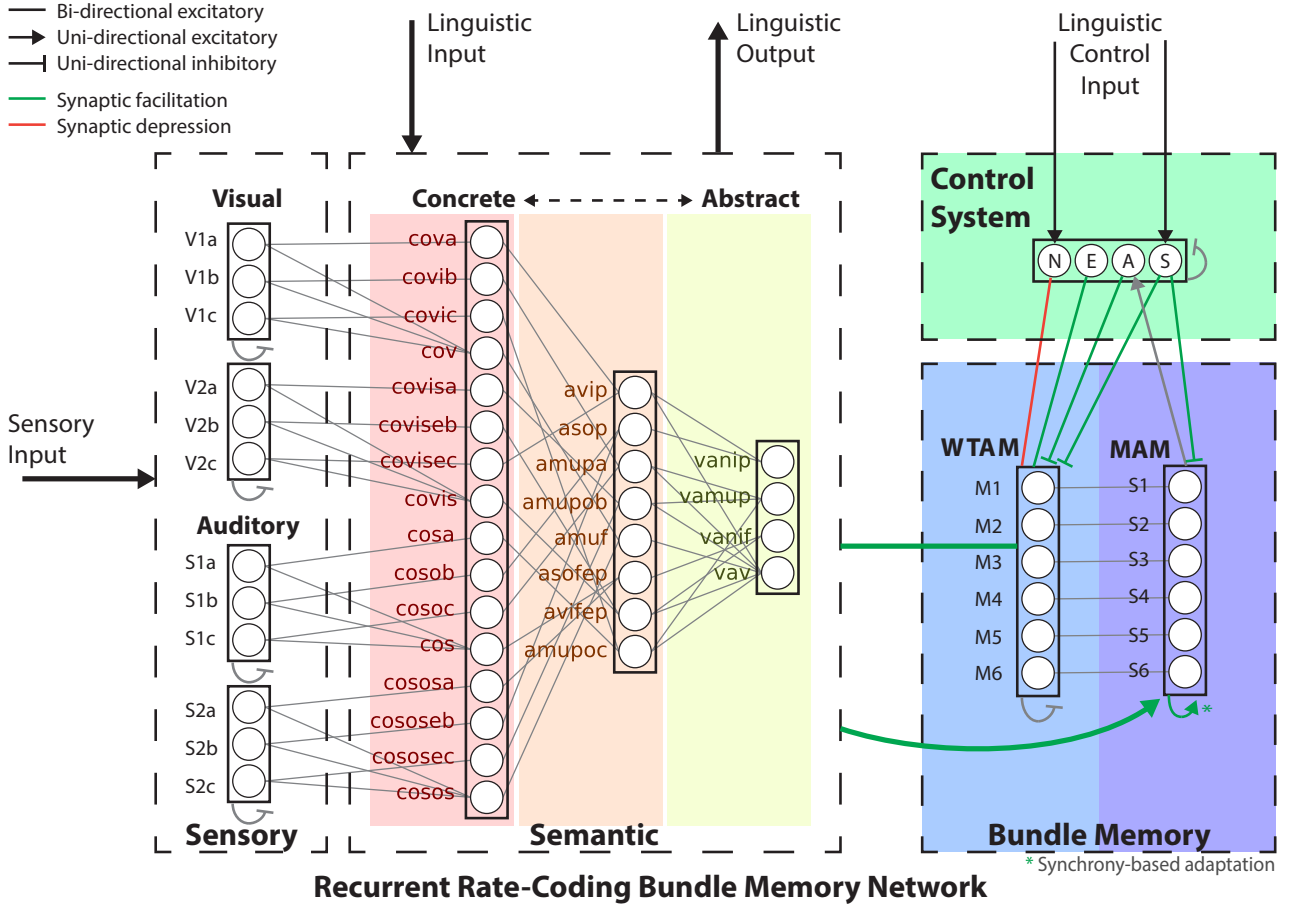 Bi-directional excitatory
Uni-directional excitatory
Uni-directional inhibitory
Synaptic facilitation
Synaptic depression
Linguistic
Input
Linguistic
Output
Linguistic
Control
Input
Sensory
Input
Visual
V1a
V1b
V1c
V2a
V2b
V2c
Auditory
S1a
S1b
S1c
S2a
S2b
S2c
Sensory
Concrete
Abstract
cova
covib
covic
cov
covisa
coviseb
covisec
covis
cosa
cosob
cosoc
cos
cososa
cososeb
cososec
cosos
avip
asop
amupa
amupob
amuf
asofep
avifep
amupoc
vanip
vamup
vanif
vav
Semantic
Control
System
N E A S
WTAM
MAM
M1
M2
M3
M4
M5
M6
S1
S2
S3
S4
S5
S6
*
Bundle Memory
* Synchrony-based adaptation
Recurrent Rate-Coding Bundle Memory Network